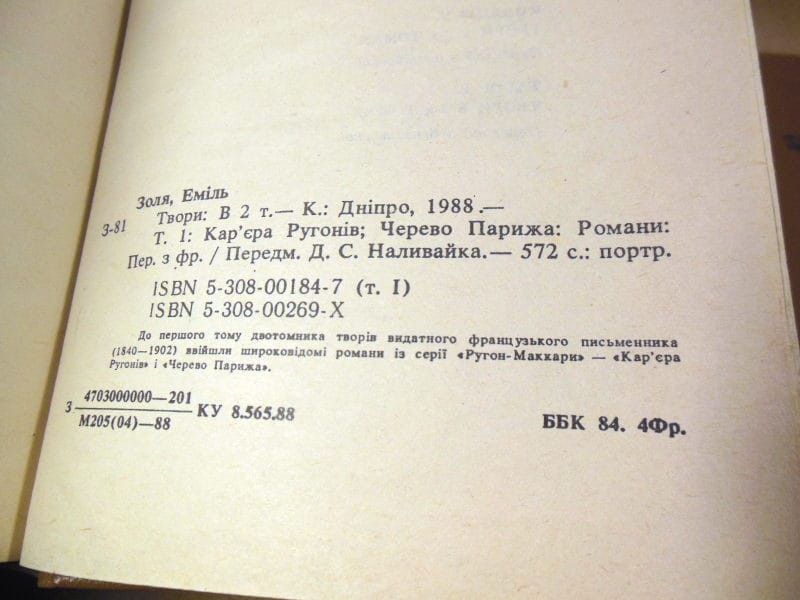 Золя, Еміль
З-81 Твори: В 2 т.— К.: Дніпро, 1988.—
Т. 1: Кар'єра Ругонів; Черево Парижа: Романи:
Пер. з фр. / Передм. Д. С. Наливайка.— 572 с.: портр.
ISBN 5-308-00184-7 (т. І)
ISBN 5-308-00269-X
До першого тому двотомника творів видатного французького письменника
(1840—1902) ввійшли широковідомі романи із серії «Ругон-Маккари» — «Кар'єра
Ругонів» і «Черево Парижа».
З 4703000000—201
М205(04)—88 КУ 8.565.88
ББК 84. 4Фр.